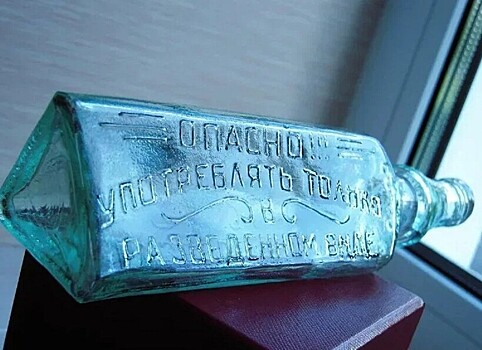 ОПАСНО!!!
УПОТРЕБЛЯТЬ ТОЛЬКО
В
РАЗВЕДЕННОМ ВИДЕ